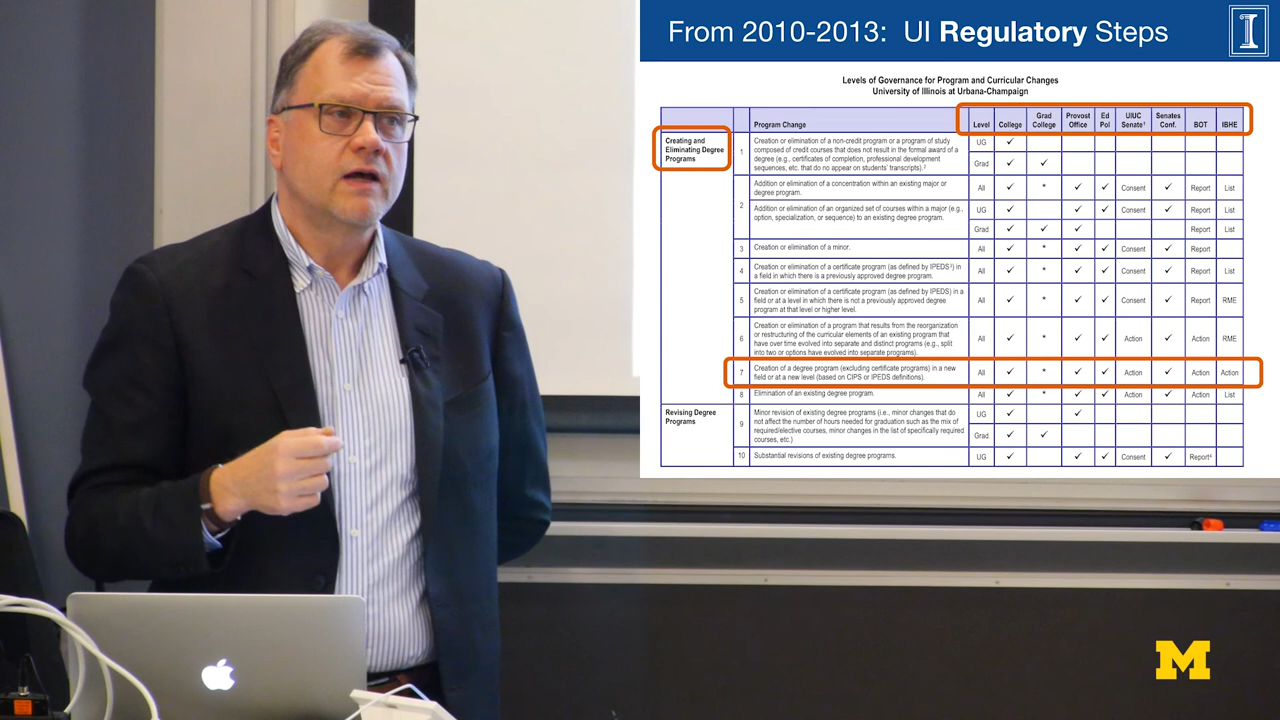 From 2010-2013: UI Regulatory Steps
I
Levels of Governance for Program and Curricular Changes
University of Illinois at Urbana-Champaign
Program Change Level College Grad College Provost Office Ed Pol UIUC Senate¹ Senates Conf. BOT IBHE
Creating and
Eliminating Degree
Programs
1 Creation or elimination of a non-credit program or a program of study
composed of credit courses that does not result in the formal award of a
degree (e.g., certificates of completion, professional development
sequences, etc. that do no appear on students' transcripts).²
UG ✓
Grad ✓ ✓
2 Addition or elimination of a concentration within an existing major or
degree program.
All ✓ * ✓ ✓ Consent ✓ Report List
Addition or elimination of an organized set of courses within a major (e.g.,
option, specialization, or sequence) to an existing degree program.
UG ✓ ✓ ✓ Consent ✓ Report List
Grad ✓ ✓ ✓ Report List
3 Creation or elimination of a minor. All ✓ * ✓ ✓ Consent ✓ Report
4 Creation or elimination of a certificate program (as defined by IPEDS³) in
a field in which there is a previously approved degree program.
All ✓ * ✓ ✓ Consent ✓ Report List
5 Creation or elimination of a certificate program (as defined by IPEDS) in a
field or at a level in which there is not a previously approved degree
program at that level or higher level.
All ✓ * ✓ ✓ Consent ✓ Report RME
6 Creation or elimination of a program that results from the reorganization
or restructuring of the curricular elements of an existing program that
have over time evolved into separate and distinct programs (e.g., split
into two or options have evolved into separate programs).
All ✓ * ✓ ✓ Action ✓ Action RME
7 Creation of a degree program (excluding certificate programs) in a new
field or at a new level (based on CIPS or IPEDS definitions).
All ✓ * ✓ ✓ Action ✓ Action Action
8 Elimination of an existing degree program. All ✓ * ✓ ✓ Action ✓ Action List
Revising Degree
Programs
9 Minor revision of existing degree programs (i.e., minor changes that do
not affect the number of hours needed for graduation such as the mix of
required/elective courses, minor changes in the list of specifically required
courses, etc.)
UG ✓ ✓
Grad ✓ ✓
10 Substantial revisions of existing degree programs. UG ✓ ✓ ✓ Consent ✓ Report⁴
M